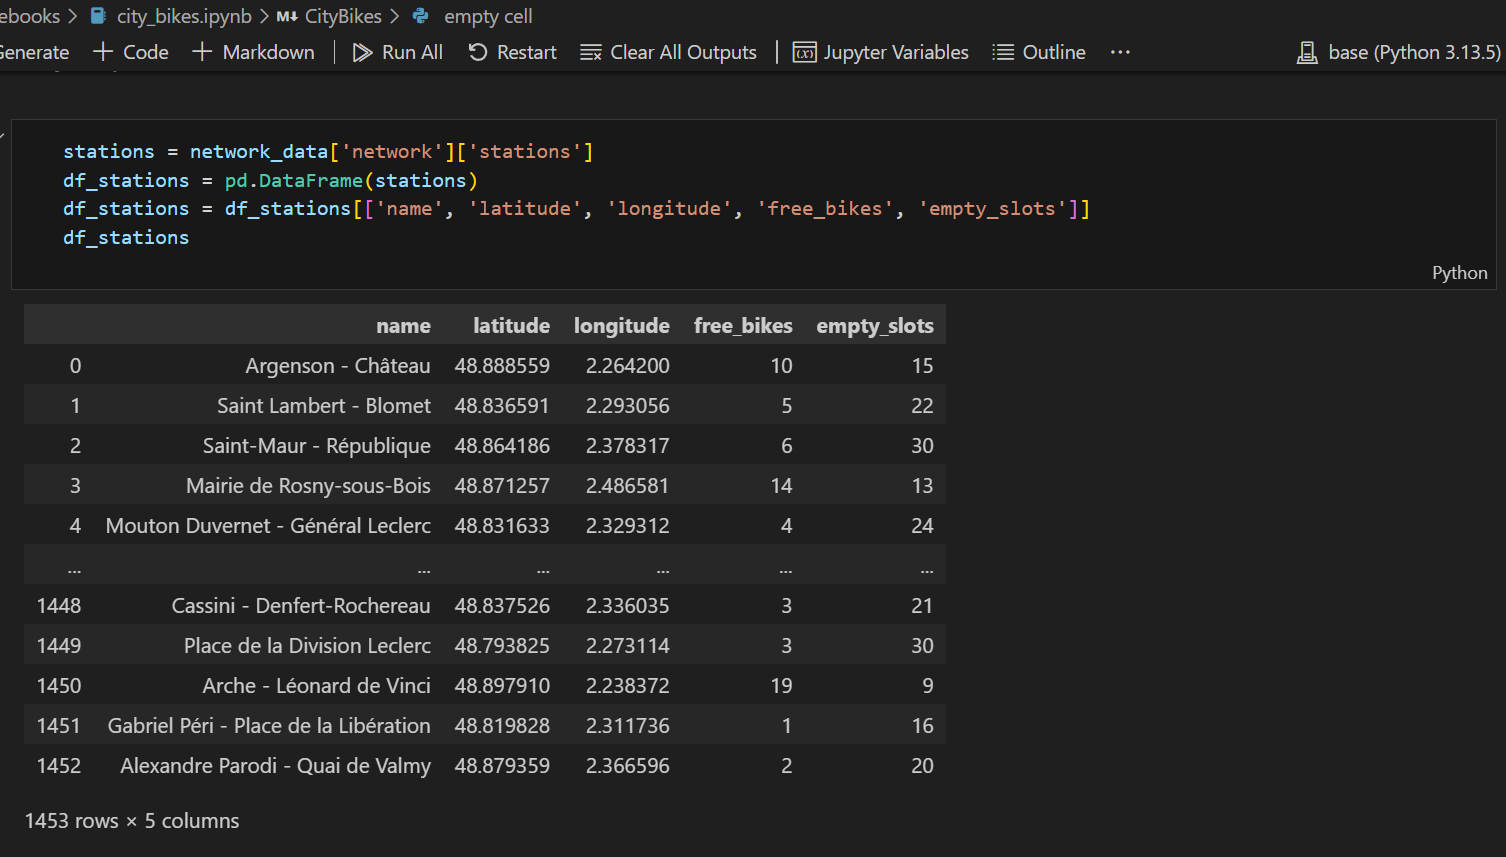 ebooks > city_bikes.ipynb > M↓ CityBikes > empty cell
Generate + Code + Markdown | Run All Restart Clear All Outputs | Jupyter Variables Outline ··· base (Python 3.13.5)
stations = network_data['network']['stations']
df_stations = pd.DataFrame(stations)
df_stations = df_stations[['name', 'latitude', 'longitude', 'free_bikes', 'empty_slots']]
df_stations
Python
name latitude longitude free_bikes empty_slots
0 Argenson - Château 48.888559 2.264200 10 15
1 Saint Lambert - Blomet 48.836591 2.293056 5 22
2 Saint-Maur - République 48.864186 2.378317 6 30
3 Mairie de Rosny-sous-Bois 48.871257 2.486581 14 13
4 Mouton Duvernet - Général Leclerc 48.831633 2.329312 4 24
... ... ... ... ... ...
1448 Cassini - Denfert-Rochereau 48.837526 2.336035 3 21
1449 Place de la Division Leclerc 48.793825 2.273114 3 30
1450 Arche - Léonard de Vinci 48.897910 2.238372 19 9
1451 Gabriel Péri - Place de la Libération 48.819828 2.311736 1 16
1452 Alexandre Parodi - Quai de Valmy 48.879359 2.366596 2 20
1453 rows × 5 columns